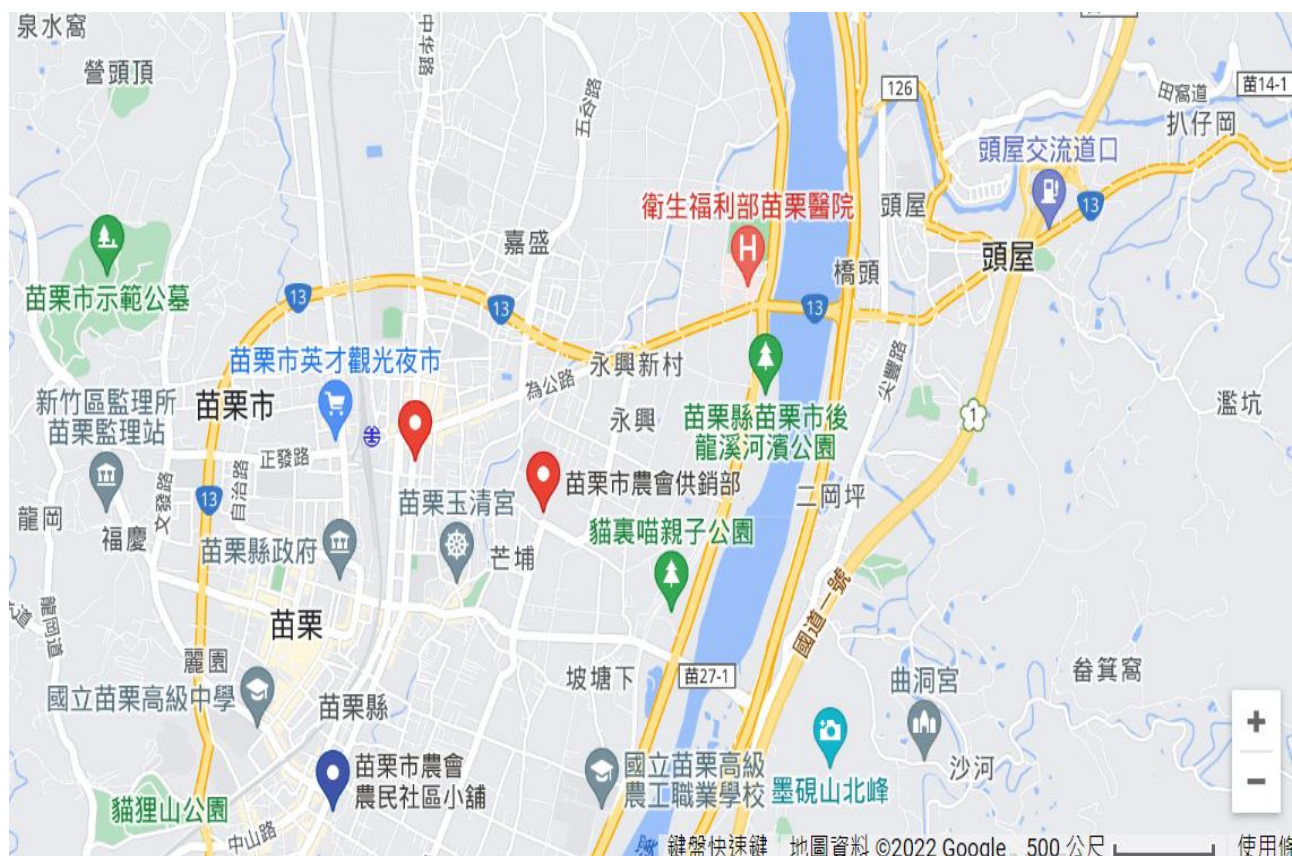 泉水窩
營頭頂
中华路
五谷路
126
苗14-1
田窩道
扒仔岡
頭屋交流道口
13
衛生福利部苗栗醫院
頭屋
嘉盛
橋頭
頭屋
苗栗市示範公墓
13
13
13
苗栗市英才觀光夜市
永興新村
為公路
尖豐路
新竹區監理所
苗栗監理站
苗栗市
永興
苗栗縣苗栗市後
龍溪河濱公園
1
濫坑
正發路
苗栗市農會供銷部
13
自治路
文發路
苗栗玉清宮
二岡坪
龍岡
福慶
苗栗縣政府
芒埔
貓裏喵親子公園
國道一號
龍岡道
苗栗
麗園
坡塘下
苗27-1
曲洞宮
畚箕窩
國立苗栗高級中學
苗栗縣
苗栗市農會
農民社區小舖
國立苗栗高級
農工職業學校
墨硯山北峰
沙河
貓狸山公園
中山路
鍵盤快速鍵
地圖資料 ©2022 Google
500 公尺
使用條